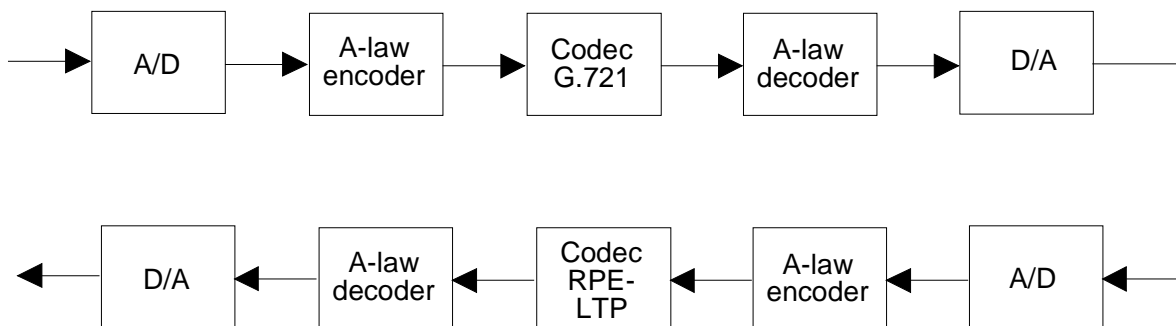 A/D
A-law
encoder
Codec
G.721
A-law
decoder
D/A
D/A
A-law
decoder
Codec
RPE-
LTP
A-law
encoder
A/D